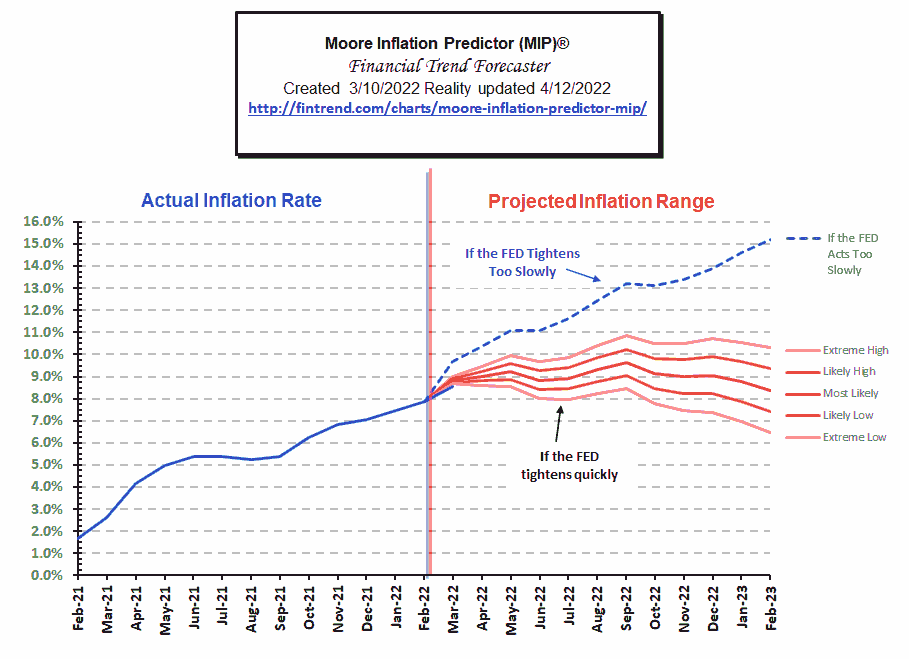 Moore Inflation Predictor (MIP)®
Financial Trend Forecaster
Created 3/10/2022 Reality updated 4/12/2022
http://fintrend.com/charts/moore-inflation-predictor-mip/
Actual Inflation Rate
Projected Inflation Range
16.0%
15.0%
14.0%
13.0%
12.0%
11.0%
10.0%
9.0%
8.0%
7.0%
6.0%
5.0%
4.0%
3.0%
2.0%
1.0%
0.0%
If the FED Tightens
Too Slowly
If the FED
tightens quickly
If the FED
Acts Too
Slowly
Extreme High
Likely High
Most Likely
Likely Low
Extreme Low
Feb-21
Mar-21
Apr-21
May-21
Jun-21
Jul-21
Aug-21
Sep-21
Oct-21
Nov-21
Dec-21
Jan-22
Feb-22
Mar-22
Apr-22
May-22
Jun-22
Jul-22
Aug-22
Sep-22
Oct-22
Nov-22
Dec-22
Jan-23
Feb-23